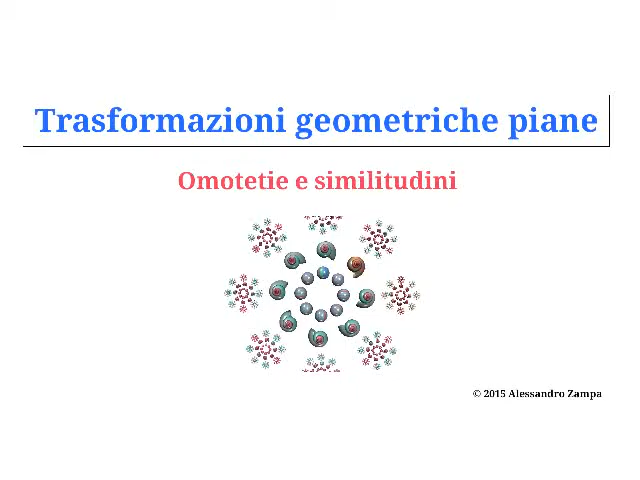 Trasformazioni geometriche piane
Omotetie e similitudini
© 2015 Alessandro Zampa